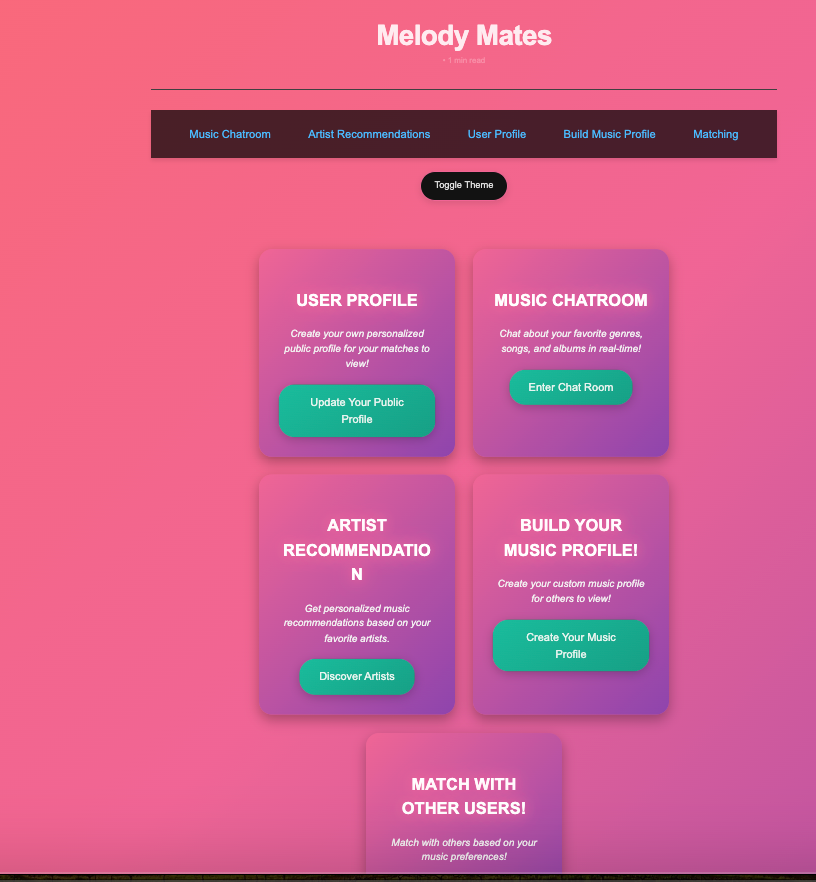 Melody Mates
• 1 min read
Music Chatroom Artist Recommendations User Profile Build Music Profile Matching
Toggle Theme
USER PROFILE
Create your own personalized
public profile for your matches to
view!
Update Your Public
Profile
MUSIC CHATROOM
Chat about your favorite genres,
songs, and albums in real-time!
Enter Chat Room
ARTIST
RECOMMENDATIO
N
Get personalized music
recommendations based on your
favorite artists.
Discover Artists
BUILD YOUR
MUSIC PROFILE!
Create your custom music profile
for others to view!
Create Your Music
Profile
MATCH WITH
OTHER USERS!
Match with others based on your
music preferences!